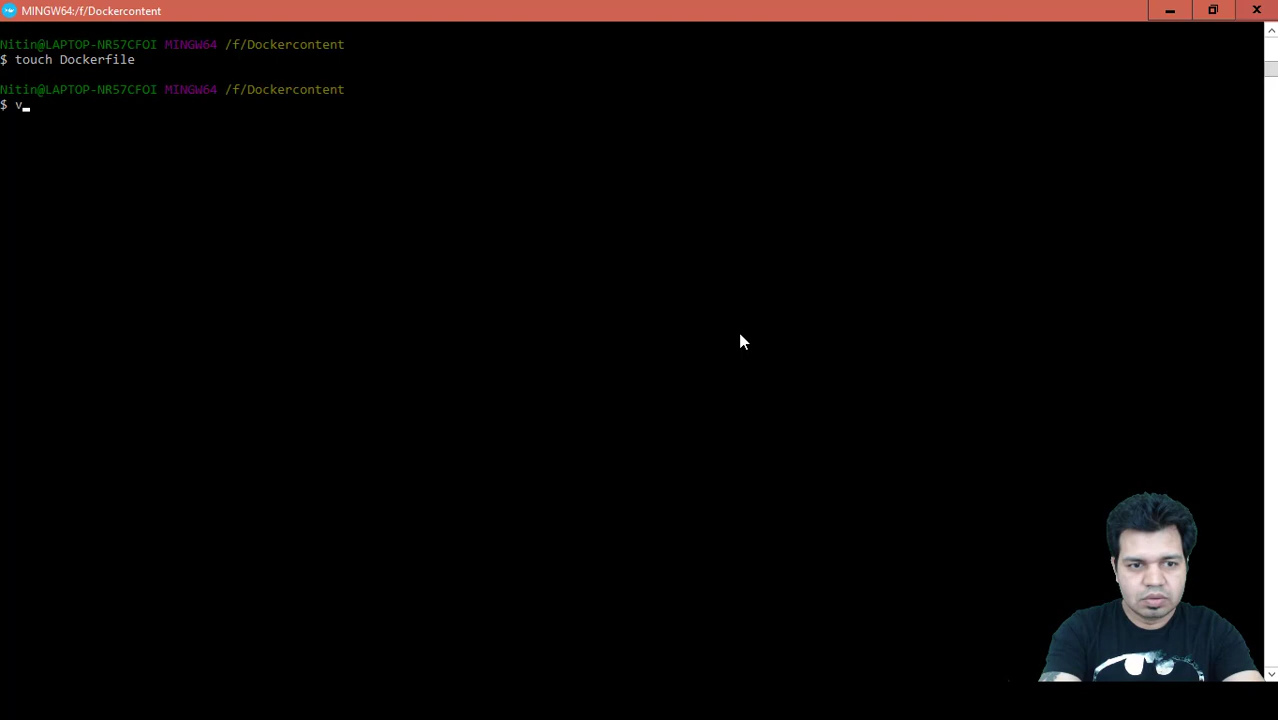 MINGW64:/f/Dockercontent
Nitin@LAPTOP-NR57CFOI MINGW64 /f/Dockercontent
$ touch Dockerfile
Nitin@LAPTOP-NR57CFOI MINGW64 /f/Dockercontent
$ v